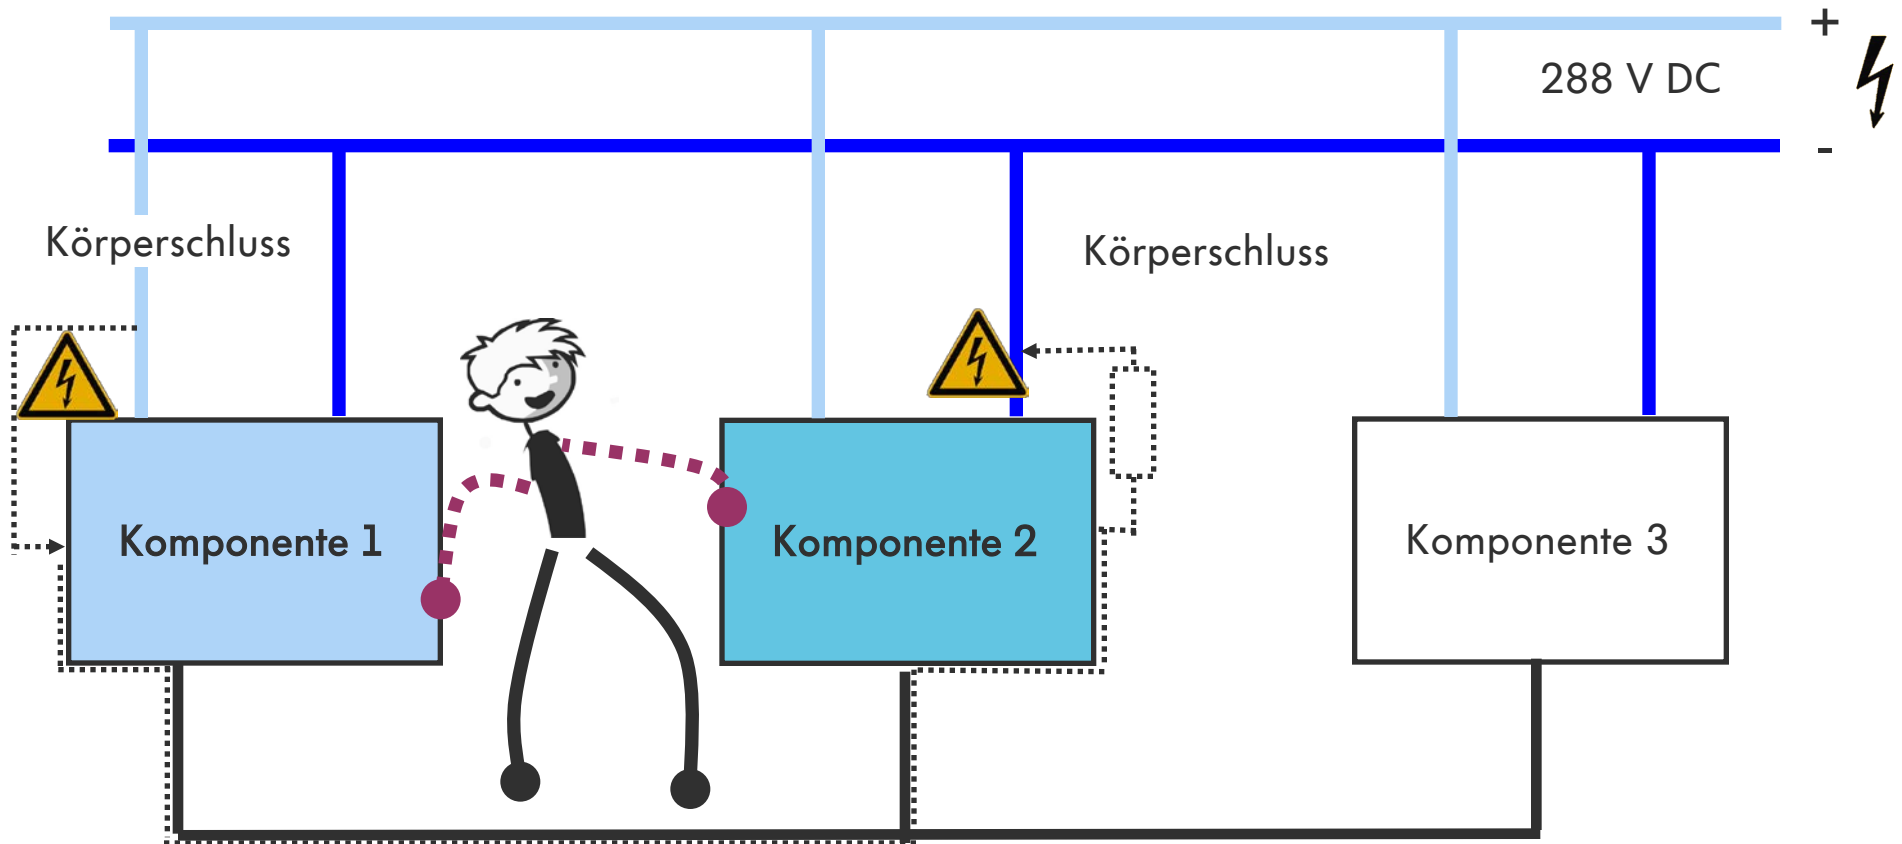 +
288 V DC
-
Körperschluss
Körperschluss
Komponente 1
Komponente 2
Komponente 3